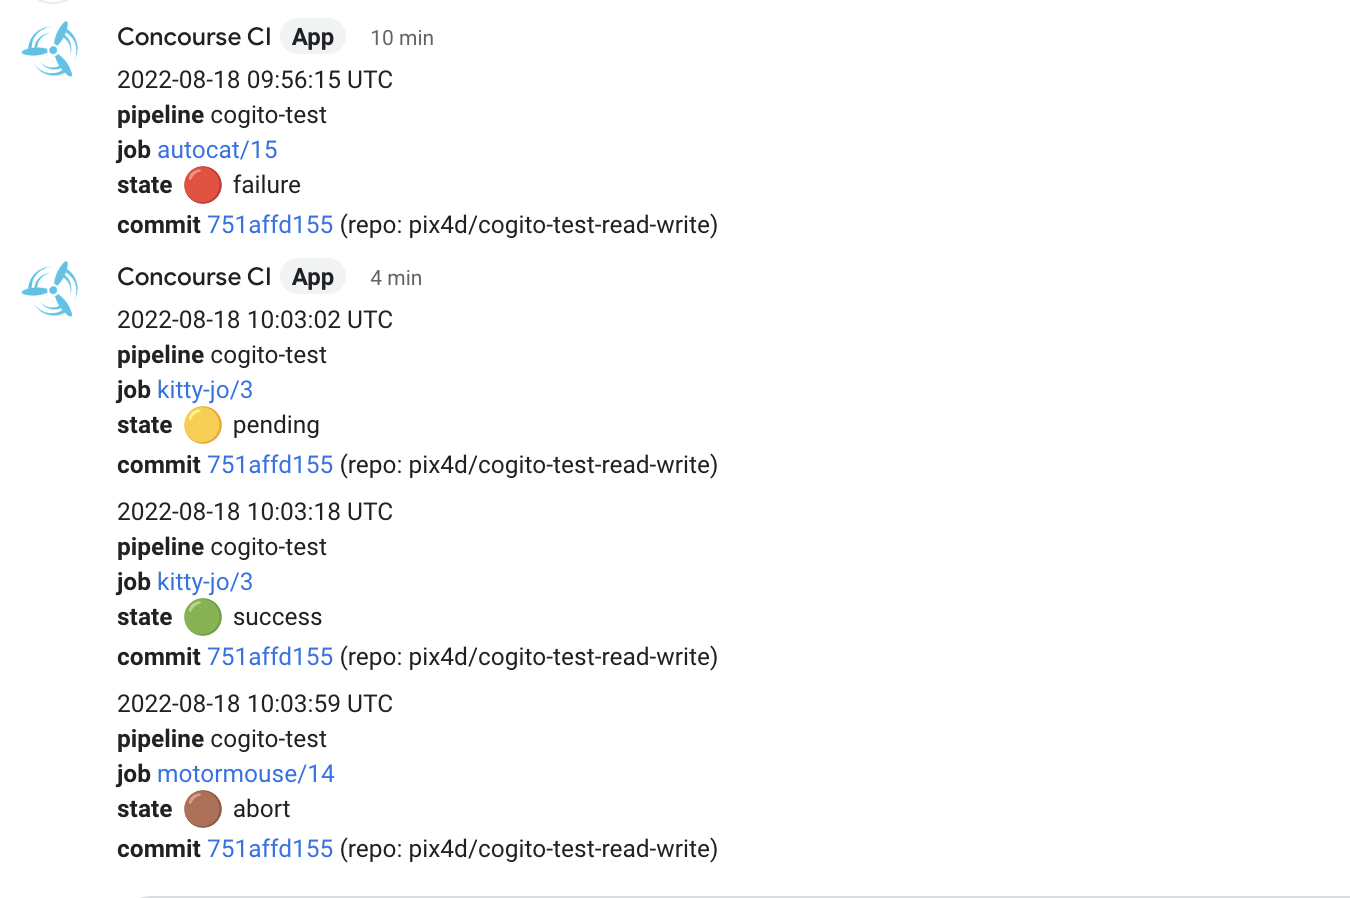 Concourse CI App 10 min
2022-08-18 09:56:15 UTC
pipeline cogito-test
job autocat/15
state failure
commit 751affd155 (repo: pix4d/cogito-test-read-write)
Concourse CI App 4 min
2022-08-18 10:03:02 UTC
pipeline cogito-test
job kitty-jo/3
state pending
commit 751affd155 (repo: pix4d/cogito-test-read-write)
2022-08-18 10:03:18 UTC
pipeline cogito-test
job kitty-jo/3
state success
commit 751affd155 (repo: pix4d/cogito-test-read-write)
2022-08-18 10:03:59 UTC
pipeline cogito-test
job motormouse/14
state abort
commit 751affd155 (repo: pix4d/cogito-test-read-write)